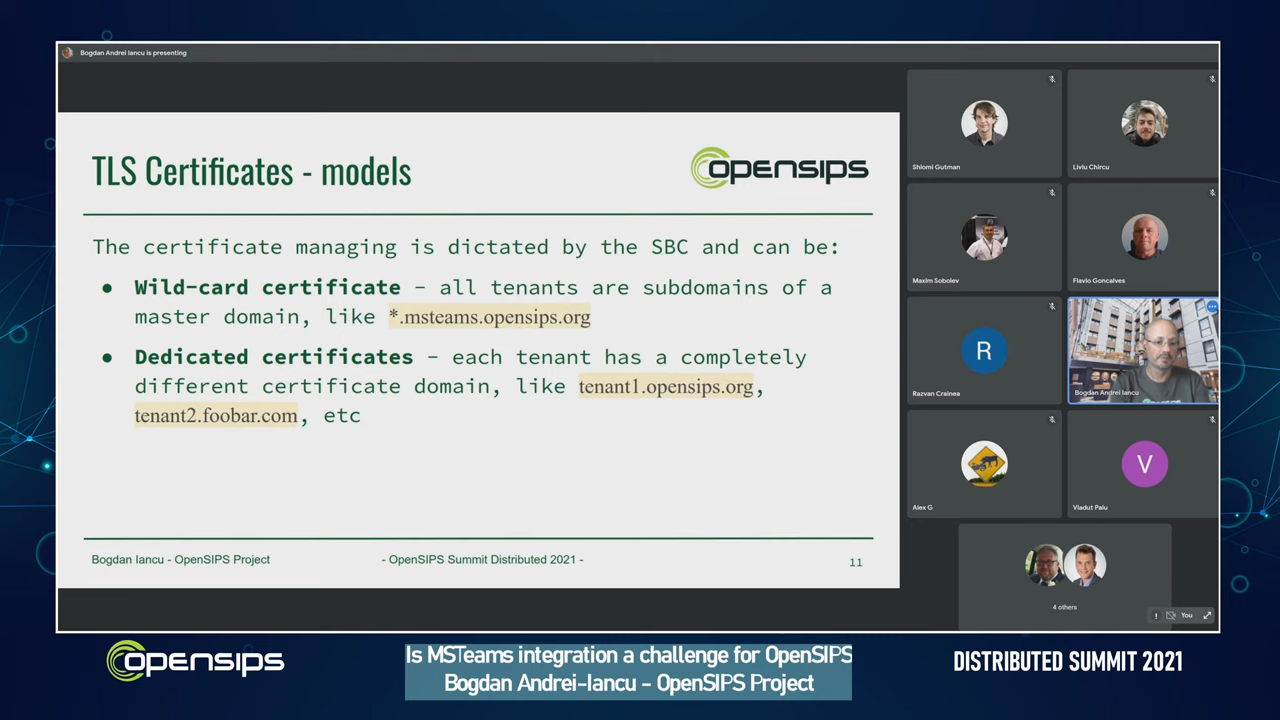 Bogdan Andrei Iancu is presenting
TLS Certificates - models
opensips
The certificate managing is dictated by the SBC and can be:
● Wild-card certificate - all tenants are subdomains of a
master domain, like *.msteams.opensips.org
● Dedicated certificates - each tenant has a completely
different certificate domain, like tenant1.opensips.org,
tenant2.foobar.com, etc
Bogdan Iancu - OpenSIPS Project
- OpenSIPS Summit Distributed 2021 -
11
Shlomi Gutman
Liviu Chircu
Maxim Sobolev
Flavio Goncalves
R
Razvan Crainea
Bogdan Andrei Iancu
Alex G
V
Vladut Paiu
4 others
You
opensips
Is MSTeams integration a challenge for OpenSIPS
Bogdan Andrei-Iancu - OpenSIPS Project
DISTRIBUTED SUMMIT 2021